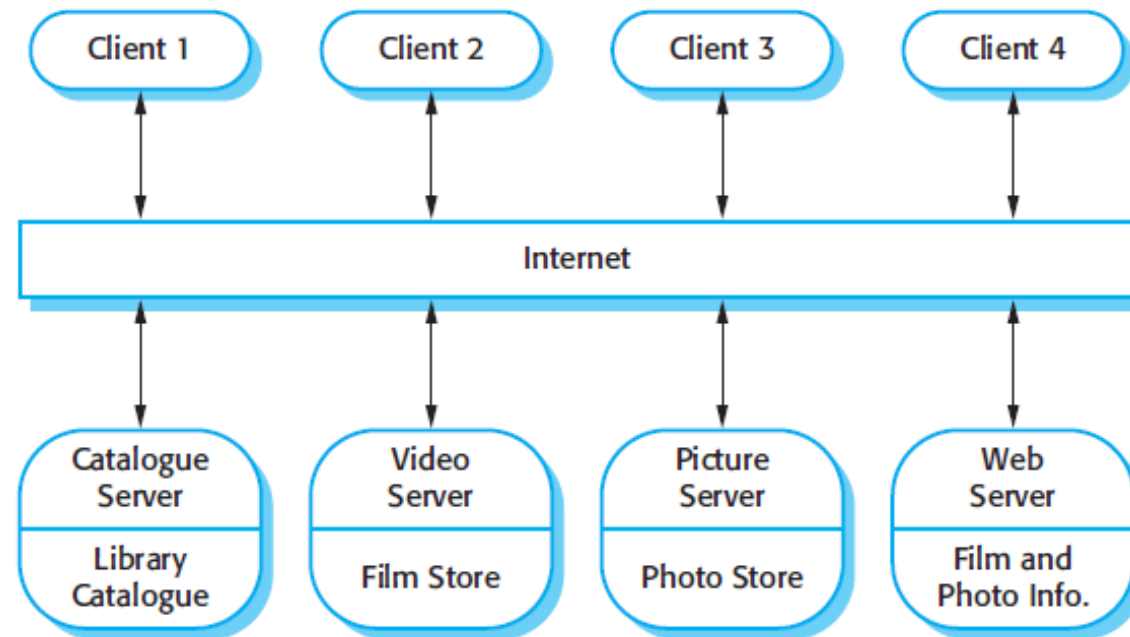 Client 1
Client 2
Client 3
Client 4
Internet
Catalogue
Server
Library
Catalogue
Video
Server
Film Store
Picture
Server
Photo Store
Web
Server
Film and
Photo Info.